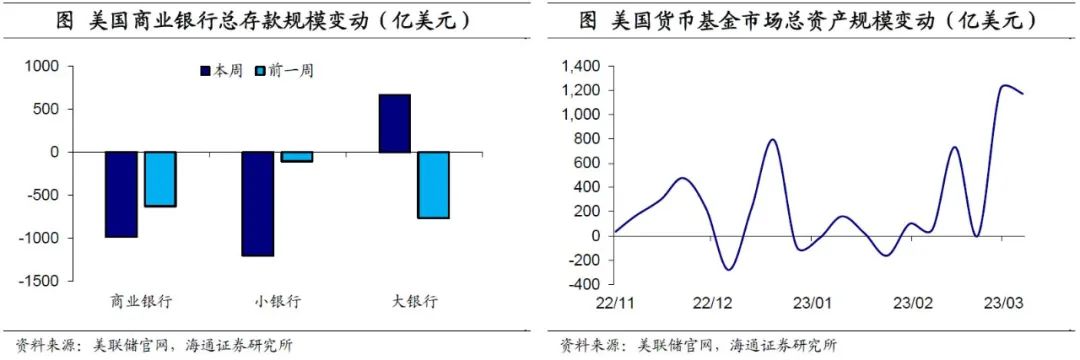 图 美国商业银行总存款规模变动（亿美元）
本周 前一周
1000
500
0
-500
-1000
-1500
商业银行 小银行 大银行
资料来源：美联储官网，海通证券研究所
图 美国货币基金市场总资产规模变动（亿美元）
1,400
1,200
1,000
800
600
400
200
0
-200
-400
22/11 22/12 23/01 23/02 23/03
资料来源：美联储官网，海通证券研究所